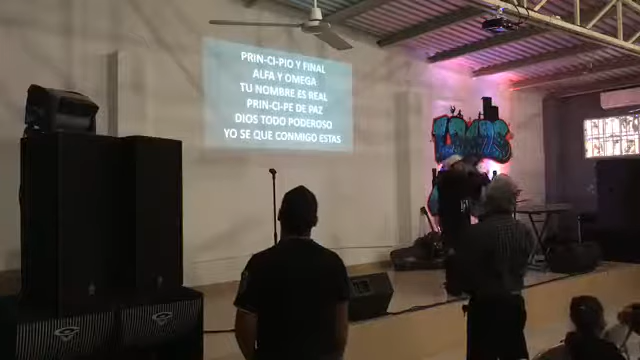 PRIN-CI-PIO Y FINAL
ALFA Y OMEGA
TU NOMBRE ES REAL
PRIN-CI-PE DE PAZ
DIOS TODO PODEROSO
YO SE QUE CONMIGO ESTAS